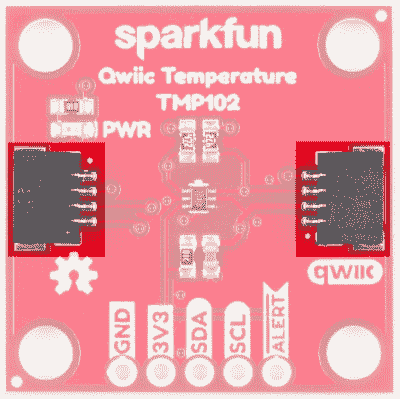 sparkfun
Qwiic Temperature
TMP102
PWR
qwiic
GND
3V3
SDA
SCL
ALERT